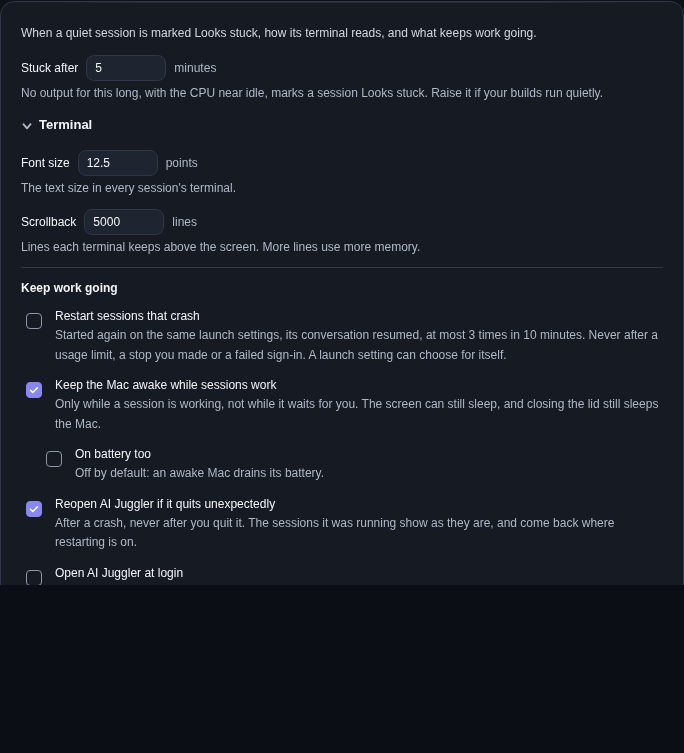 When a quiet session is marked Looks stuck, how its terminal reads, and what keeps work going.
Stuck after 5 minutes
No output for this long, with the CPU near idle, marks a session Looks stuck. Raise it if your builds run quietly.
Terminal
Font size 12.5 points
The text size in every session's terminal.
Scrollback 5000 lines
Lines each terminal keeps above the screen. More lines use more memory.
Keep work going
Restart sessions that crash
Started again on the same launch settings, its conversation resumed, at most 3 times in 10 minutes. Never after a
usage limit, a stop you made or a failed sign-in. A launch setting can choose for itself.
Keep the Mac awake while sessions work
Only while a session is working, not while it waits for you. The screen can still sleep, and closing the lid still sleeps
the Mac.
On battery too
Off by default: an awake Mac drains its battery.
Reopen AI Juggler if it quits unexpectedly
After a crash, never after you quit it. The sessions it was running show as they are, and come back where
restarting is on.
Open AI Juggler at login